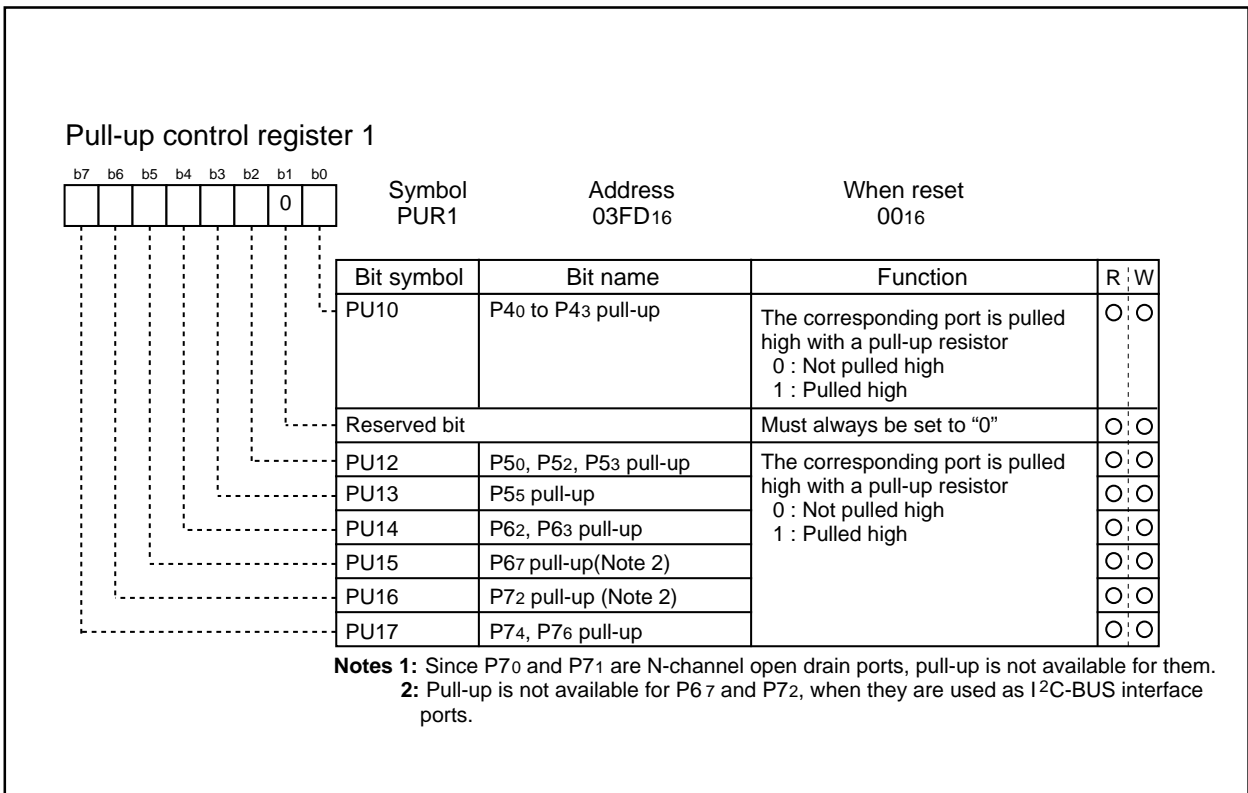 Pull-up control register 1
b7 b6 b5 b4 b3 b2 b1 b0
0
Symbol Address When reset
PUR1 03FD16 0016
Bit symbol Bit name Function R W
PU10 P40 to P43 pull-up The corresponding port is pulled
high with a pull-up resistor
0 : Not pulled high
1 : Pulled high
Reserved bit Must always be set to “0”
PU12 P50, P52, P53 pull-up The corresponding port is pulled
high with a pull-up resistor
0 : Not pulled high
1 : Pulled high
PU13 P55 pull-up
PU14 P62, P63 pull-up
PU15 P67 pull-up(Note 2)
PU16 P72 pull-up (Note 2)
PU17 P74, P76 pull-up
Notes 1: Since P70 and P71 are N-channel open drain ports, pull-up is not available for them.
2: Pull-up is not available for P67 and P72, when they are used as I2C-BUS interface
ports.